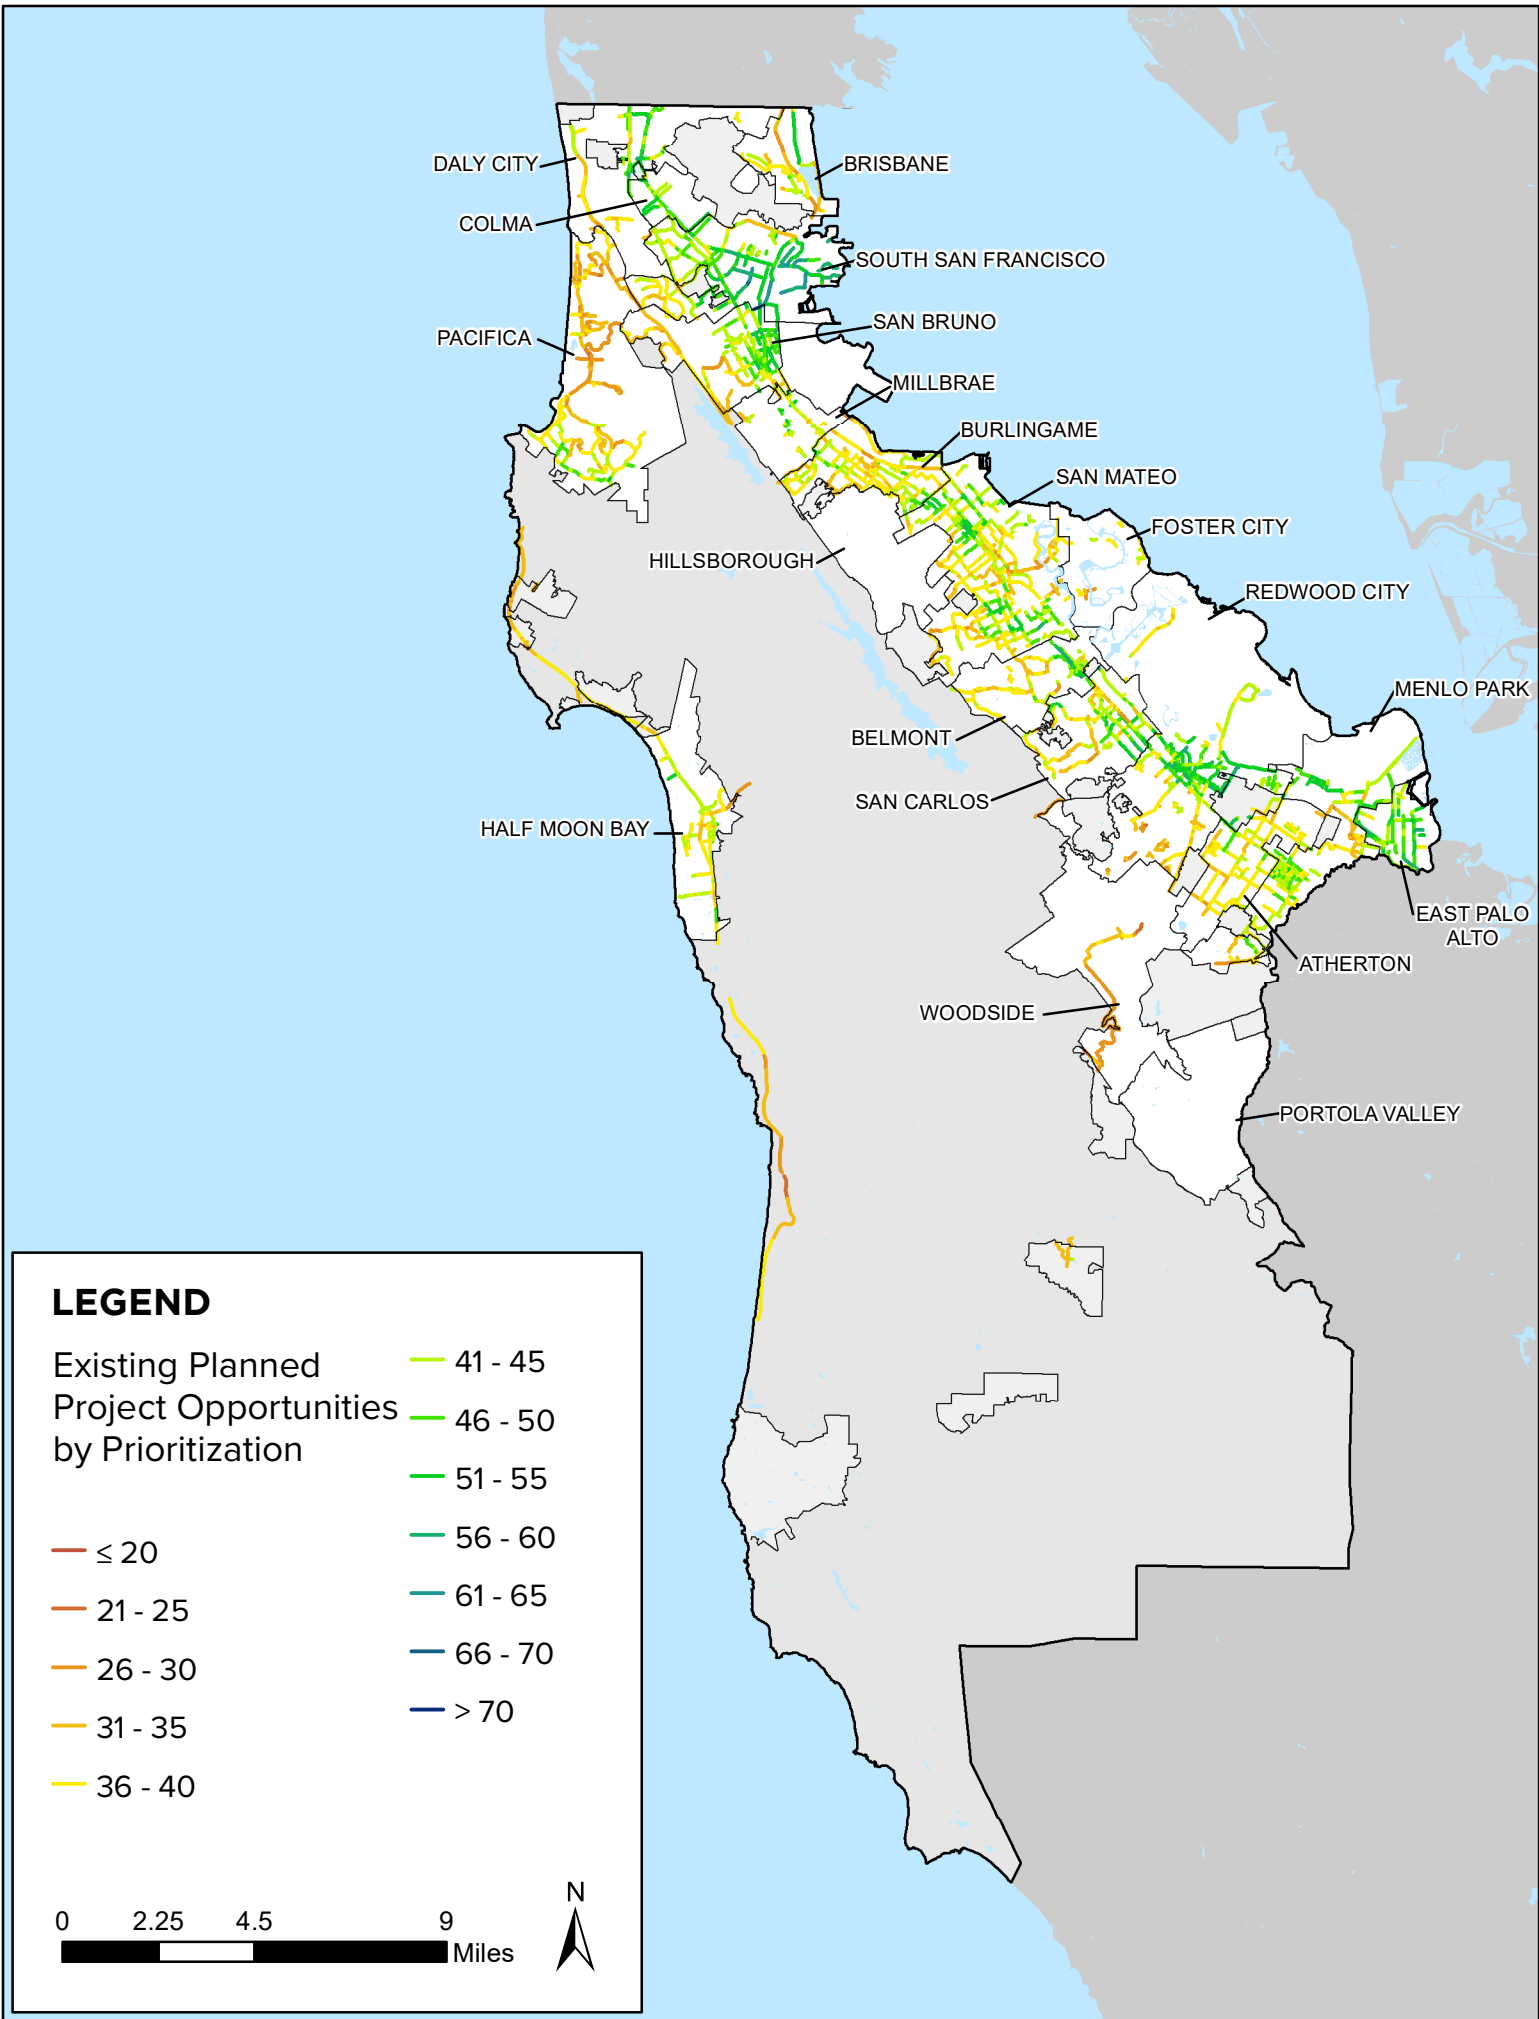 DALY CITY
BRISBANE
COLMA
SOUTH SAN FRANCISCO
SAN BRUNO
PACIFICA
MILLBRAE
BURLINGAME
SAN MATEO
FOSTER CITY
HILLSBOROUGH
REDWOOD CITY
MENLO PARK
BELMONT
SAN CARLOS
HALF MOON BAY
EAST PALO
ALTO
ATHERTON
WOODSIDE
PORTOLA VALLEY
LEGEND
Existing Planned
Project Opportunities
by Prioritization
≤ 20
21 - 25
26 - 30
31 - 35
36 - 40
41 - 45
46 - 50
51 - 55
56 - 60
61 - 65
66 - 70
> 70
0 2.25 4.5 9
Miles
N